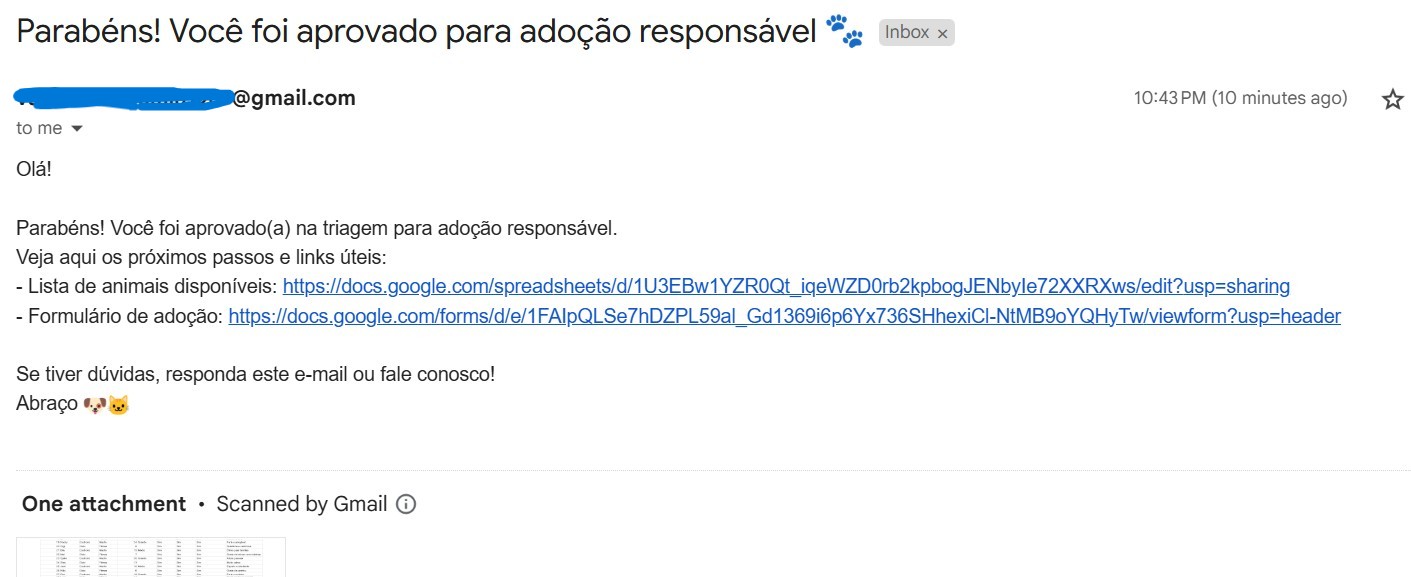 Parabéns! Você foi aprovado para adoção responsável 🐾 Inbox ×
@gmail.com 10:43 PM (10 minutes ago)
to me
Olá!
Parabéns! Você foi aprovado(a) na triagem para adoção responsável.
Veja aqui os próximos passos e links úteis:
- Lista de animais disponíveis: https://docs.google.com/spreadsheets/d/1U3EBw1YZR0Qt_iqeWZD0rb2kpbogJENbyIe72XXRXws/edit?usp=sharing
- Formulário de adoção: https://docs.google.com/forms/d/e/1FAIpQLSe7hDZPL59al_Gd1369i6p6Yx736SHhexiCl-NtMB9oYQHyTw/viewform?usp=header
Se tiver dúvidas, responda este e-mail ou fale conosco!
Abraço 🐶🐱
One attachment • Scanned by Gmail